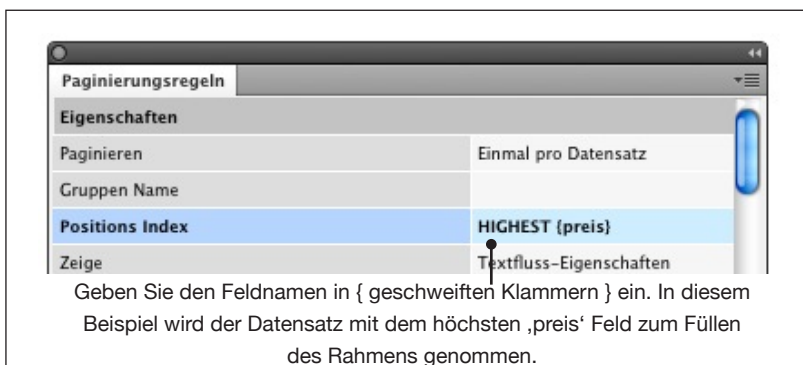 Paginierungsregeln
Eigenschaften
Paginieren Einmal pro Datensatz
Gruppen Name
Positions Index HIGHEST {preis}
Zeige Textfluss-Eigenschaften
Geben Sie den Feldnamen in { geschweiften Klammern } ein. In diesem
Beispiel wird der Datensatz mit dem höchsten ‚preis‘ Feld zum Füllen
des Rahmens genommen.